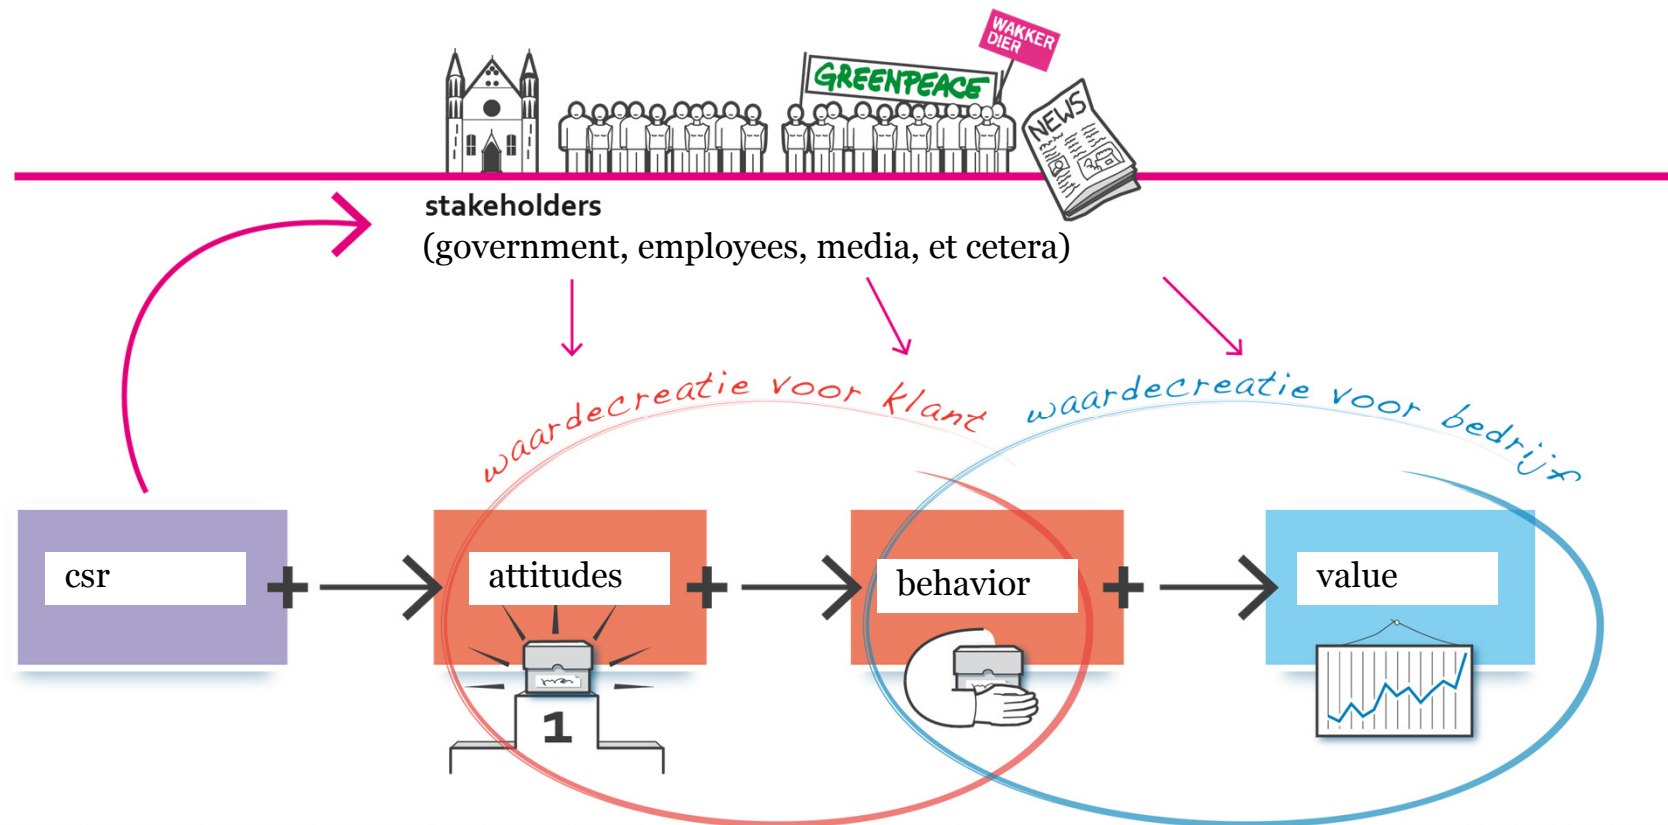 WAKKER
DIER
GREENPEACE
NEWS
stakeholders
(government, employees, media, et cetera)
waardecreatie voor klant
waardecreatie voor bedrijf
csr
attitudes
behavior
value
1